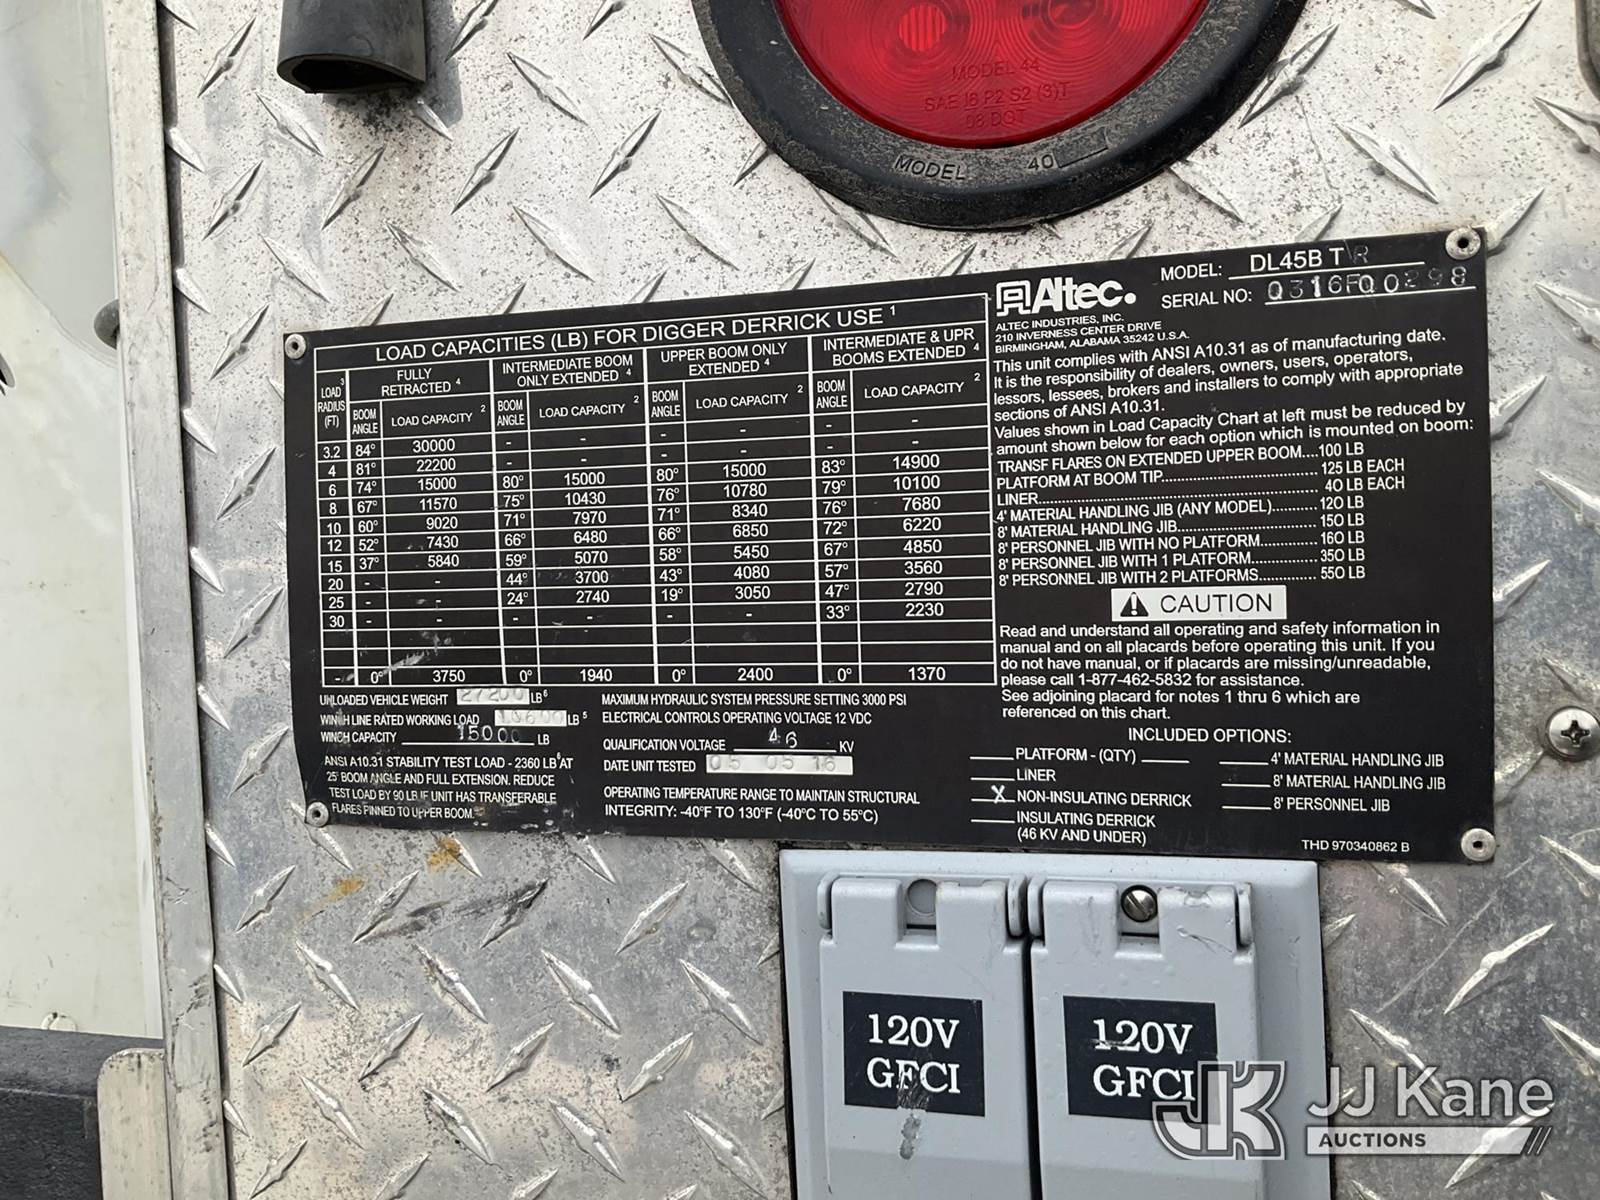 MODEL 44
SAE I6 P2 S2 (3)T
08 DOT
MODEL 40
Altec.
ALTEC INDUSTRIES, INC.
210 INVERNESS CENTER DRIVE
BIRMINGHAM, ALABAMA 35242 U.S.A.
MODEL: DL45B TR
SERIAL NO: 0316FQ0298
LOAD CAPACITIES (LB) FOR DIGGER DERRICK USE 1
LOAD 3 RADIUS (FT) FULLY RETRACTED 4 INTERMEDIATE BOOM ONLY EXTENDED 4 UPPER BOOM ONLY EXTENDED 4 INTERMEDIATE & UPR BOOMS EXTENDED 4
BOOM ANGLE LOAD CAPACITY 2 BOOM ANGLE LOAD CAPACITY 2 BOOM ANGLE LOAD CAPACITY 2 BOOM ANGLE LOAD CAPACITY 2
3.2 84° 30000 - - - - - -
4 81° 22200 - - - - - -
6 74° 15000 80° 15000 80° 15000 83° 14900
8 67° 11570 75° 10430 76° 10780 79° 10100
10 60° 9020 71° 7970 71° 8340 76° 7680
12 52° 7430 66° 6480 66° 6850 72° 6220
15 37° 5840 59° 5070 58° 5450 67° 4850
20 - - 44° 3700 43° 4080 57° 3560
25 - - 24° 2740 19° 3050 47° 2790
30 - - - - - - 33° 2230
- 0° 3750 0° 1940 0° 2400 0° 1370
This unit complies with ANSI A10.31 as of manufacturing date.
It is the responsibility of dealers, owners, users, operators,
lessors, lessees, brokers and installers to comply with appropriate
sections of ANSI A10.31.
Values shown in Load Capacity Chart at left must be reduced by
amount shown below for each option which is mounted on boom:
TRANSF FLARES ON EXTENDED UPPER BOOM....100 LB
PLATFORM AT BOOM TIP.......... 125 LB EACH
LINER.......... 40 LB EACH
4' MATERIAL HANDLING JIB (ANY MODEL).......... 120 LB
8' MATERIAL HANDLING JIB.......... 150 LB
8' PERSONNEL JIB WITH NO PLATFORM.......... 160 LB
8' PERSONNEL JIB WITH 1 PLATFORM.......... 350 LB
8' PERSONNEL JIB WITH 2 PLATFORMS.......... 550 LB
CAUTION
Read and understand all operating and safety information in
manual and on all placards before operating this unit. If you
do not have manual, or if placards are missing/unreadable,
please call 1-877-462-5832 for assistance.
See adjoining placard for notes 1 thru 6 which are
referenced on this chart.
UNLOADED VEHICLE WEIGHT 27200 LB 6
WINCH LINE RATED WORKING LOAD LB 5
WINCH CAPACITY 15000 LB
ANSI A10.31 STABILITY TEST LOAD - 2360 LB 6 AT
25° BOOM ANGLE AND FULL EXTENSION. REDUCE
TEST LOAD BY 90 LB IF UNIT HAS TRANSFERABLE
FLARES PINNED TO UPPER BOOM.
MAXIMUM HYDRAULIC SYSTEM PRESSURE SETTING 3000 PSI
ELECTRICAL CONTROLS OPERATING VOLTAGE 12 VDC
QUALIFICATION VOLTAGE 46 KV
DATE UNIT TESTED 05 05 16
OPERATING TEMPERATURE RANGE TO MAINTAIN STRUCTURAL
INTEGRITY: -40°F TO 130°F (-40°C TO 55°C)
INCLUDED OPTIONS:
PLATFORM - (QTY)
LINER
X NON-INSULATING DERRICK
INSULATING DERRICK
(46 KV AND UNDER)
4' MATERIAL HANDLING JIB
8' MATERIAL HANDLING JIB
8' PERSONNEL JIB
THD 970340862 B
120V
GFCI
120V
GFCI
JK JJ Kane
AUCTIONS